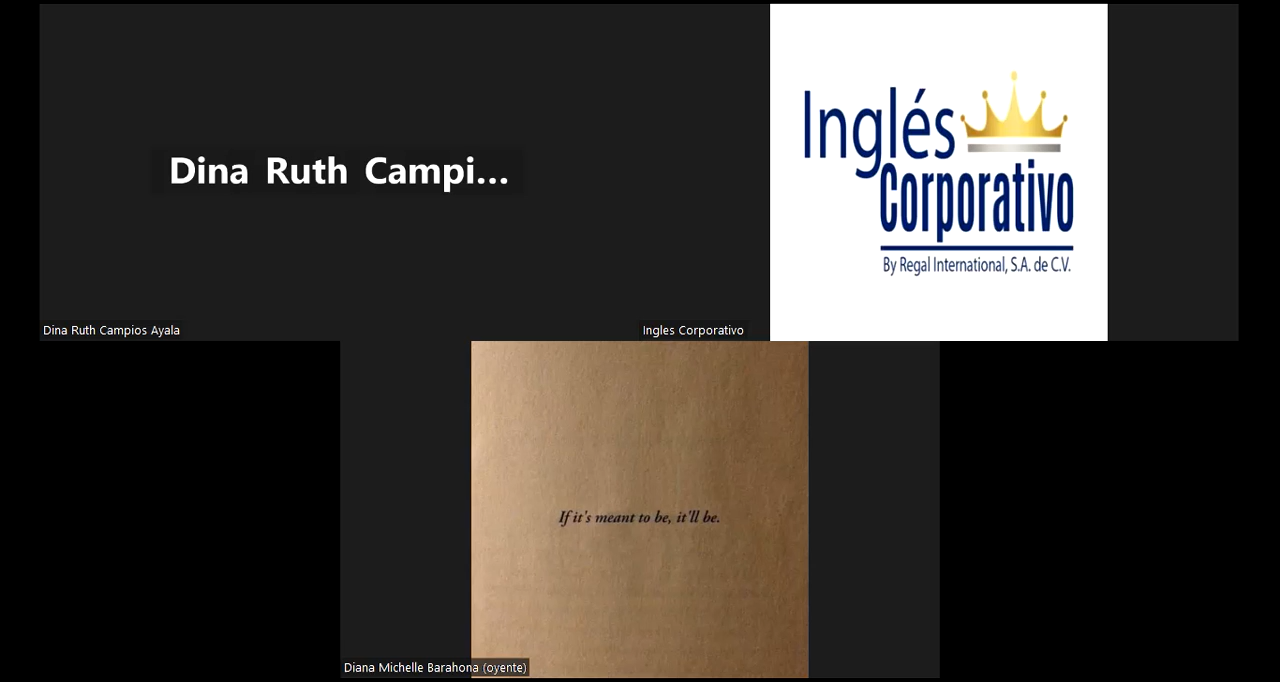 Dina Ruth Campi...
Dina Ruth Campios Ayala
Inglés
Corporativo
By Regal International, S.A. de C.V.
Ingles Corporativo
If it's meant to be, it'll be.
Diana Michelle Barahona (oyente)